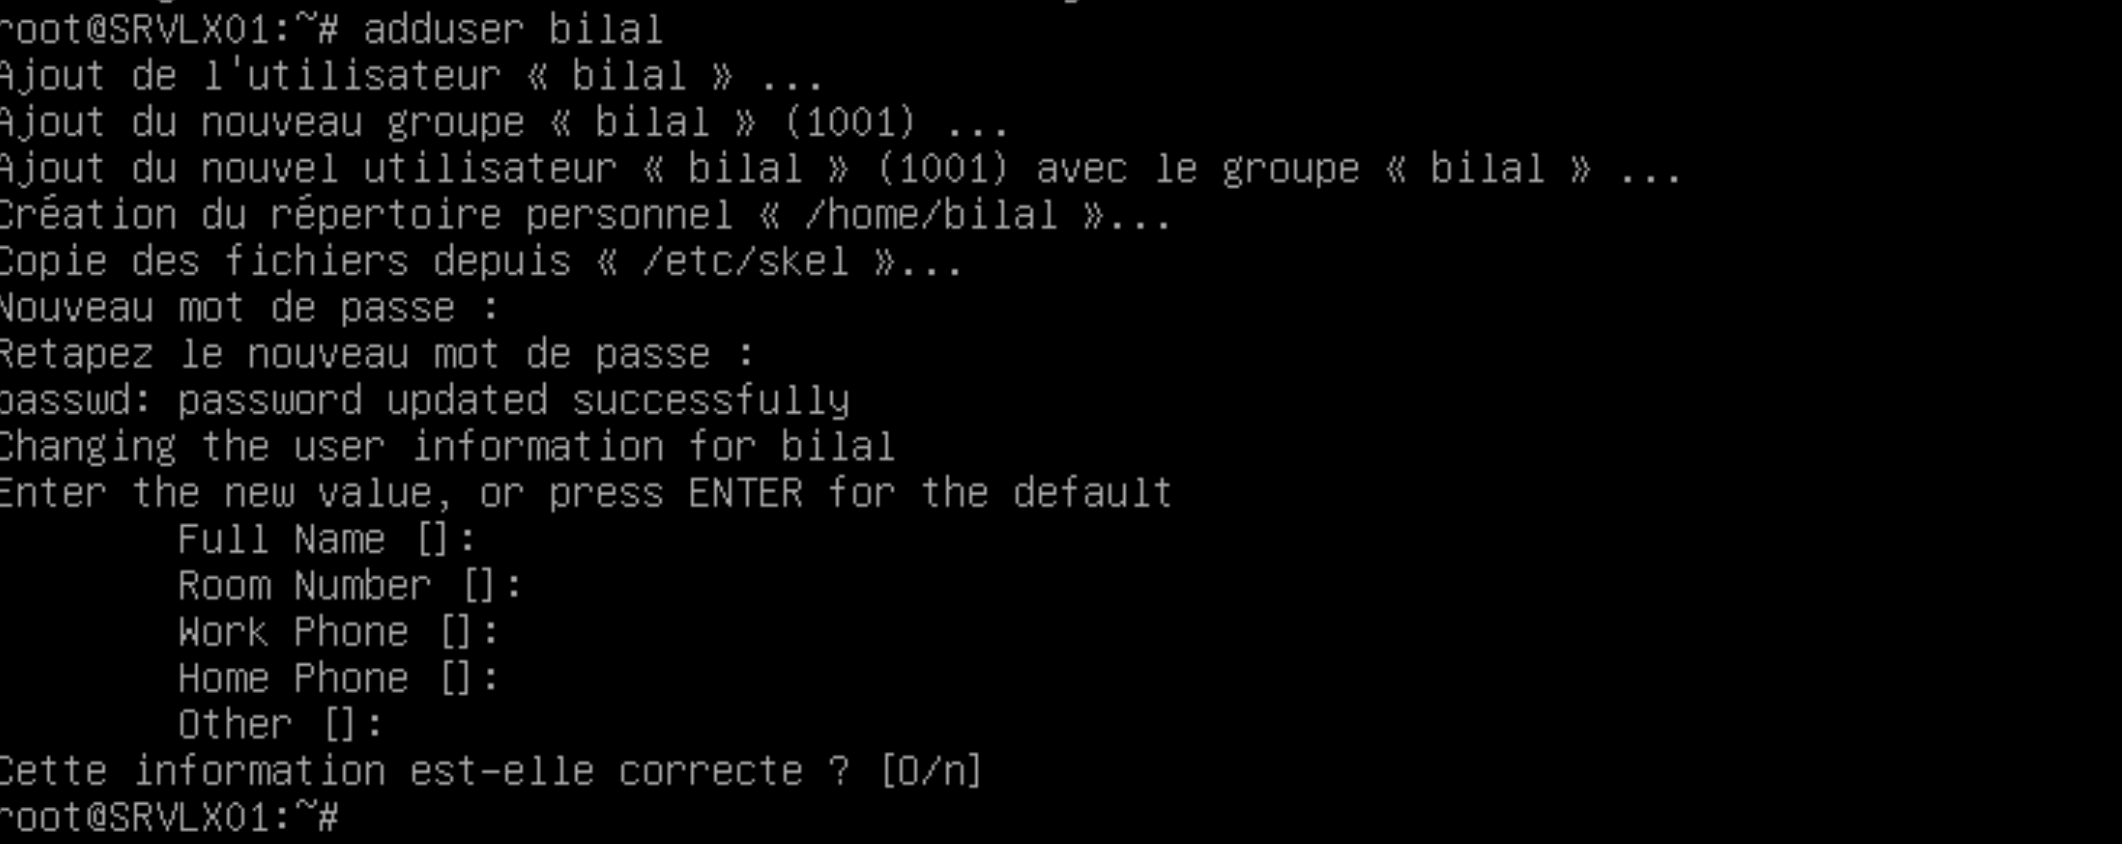 root@SRVLX01:~# adduser bilal
Ajout de l'utilisateur « bilal » ...
Ajout du nouveau groupe « bilal » (1001) ...
Ajout du nouvel utilisateur « bilal » (1001) avec le groupe « bilal » ...
Création du répertoire personnel « /home/bilal »...
Copie des fichiers depuis « /etc/skel »...
Nouveau mot de passe :
Retapez le nouveau mot de passe :
passwd: password updated successfully
Changing the user information for bilal
Enter the new value, or press ENTER for the default
Full Name []:
Room Number []:
Work Phone []:
Home Phone []:
Other []:
Cette information est-elle correcte ? [O/n]
root@SRVLX01:~#